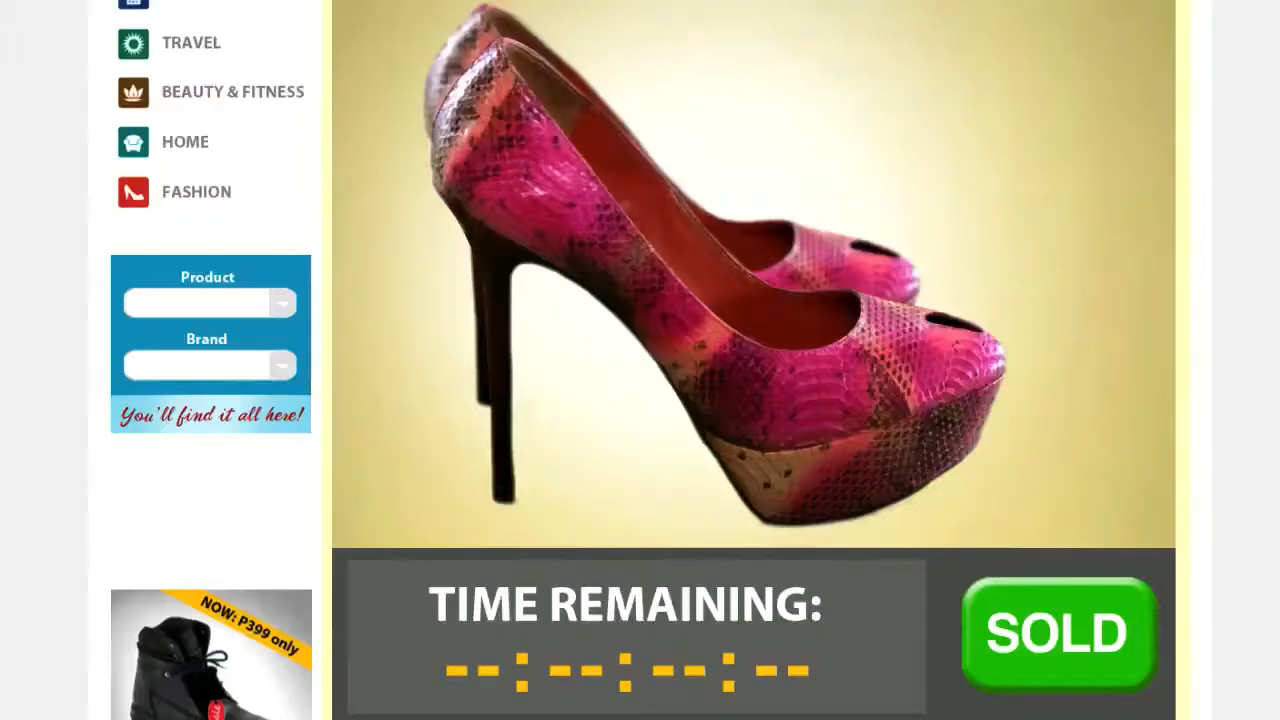 TRAVEL
BEAUTY & FITNESS
HOME
FASHION
Product
Brand
You'll find it all here!
NOW: P399 only
TIME REMAINING:
--:--:--:--
SOLD